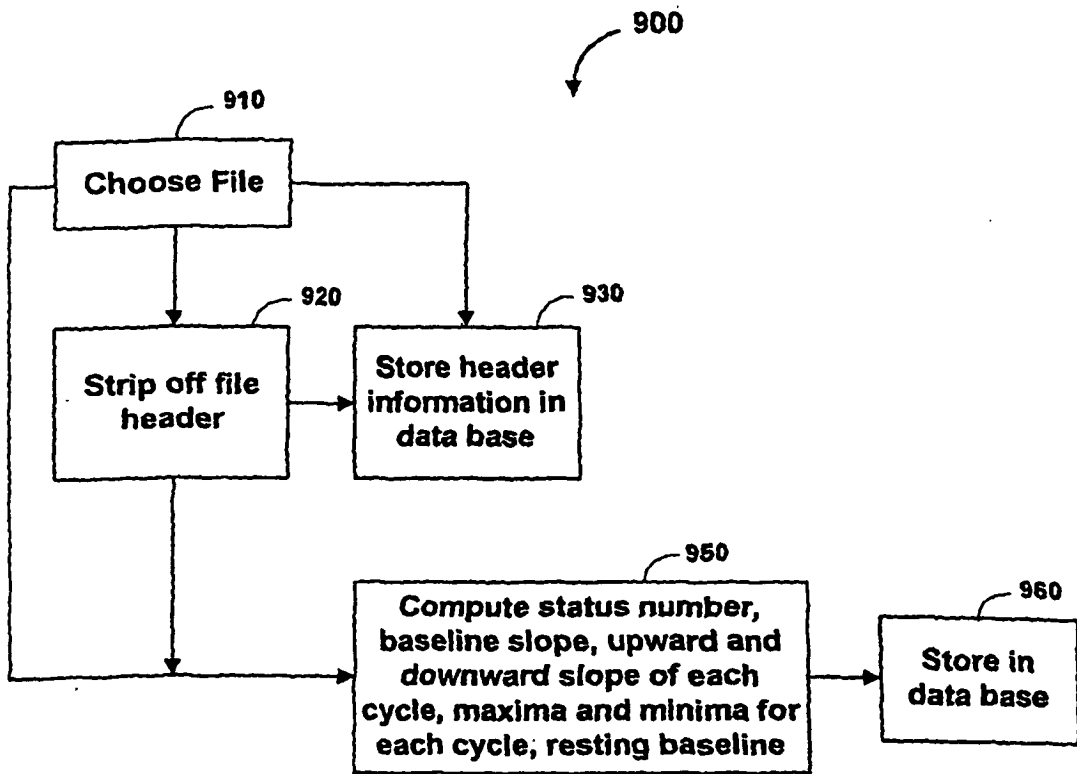 900
910
Choose File
920
930
Strip off file
header
Store header
information in
data base
950
960
Compute status number,
baseline slope, upward and
downward slope of each
cycle, maxima and minima for
each cycle, resting baseline
Store in
data base